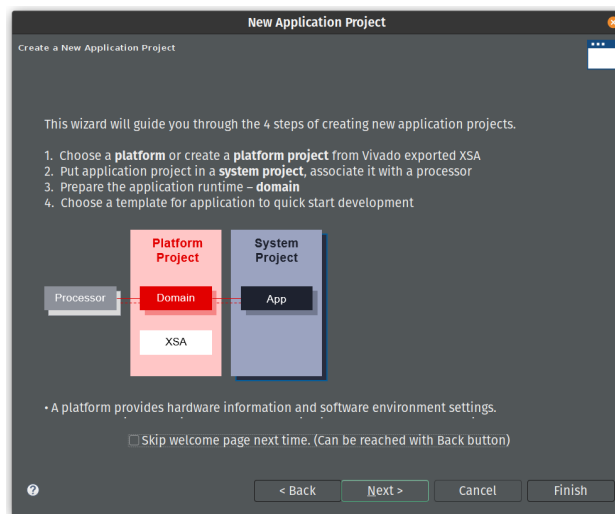 New Application Project
Create a New Application Project
This wizard will guide you through the 4 steps of creating new application projects.
1. Choose a platform or create a platform project from Vivado exported XSA
2. Put application project in a system project, associate it with a processor
3. Prepare the application runtime – domain
4. Choose a template for application to quick start development
Platform
Project
System
Project
Processor
Domain
App
XSA
• A platform provides hardware information and software environment settings.
Skip welcome page next time. (Can be reached with Back button)
?
< Back
Next >
Cancel
Finish